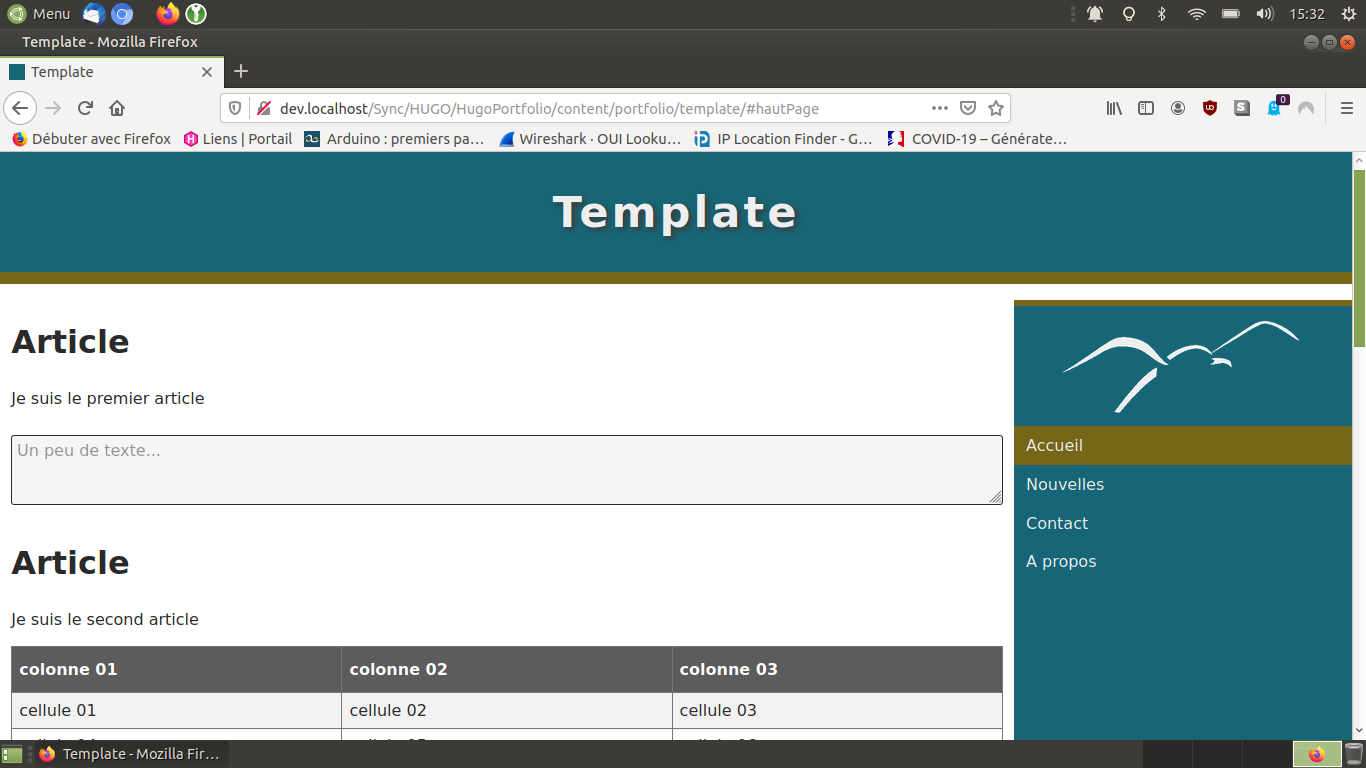 Menu 15:32
Template - Mozilla Firefox
Template
dev.localhost/Sync/HUGO/HugoPortfolio/content/portfolio/template/#hautPage
0
Débuter avec Firefox Liens | Portail Arduino : premiers pa… Wireshark · OUI Looku… IP Location Finder - G… COVID-19 – Générate…
Template
Article
Je suis le premier article
Un peu de texte...
Article
Je suis le second article
colonne 01 colonne 02 colonne 03
cellule 01 cellule 02 cellule 03
Accueil
Nouvelles
Contact
A propos
Template - Mozilla Fir…